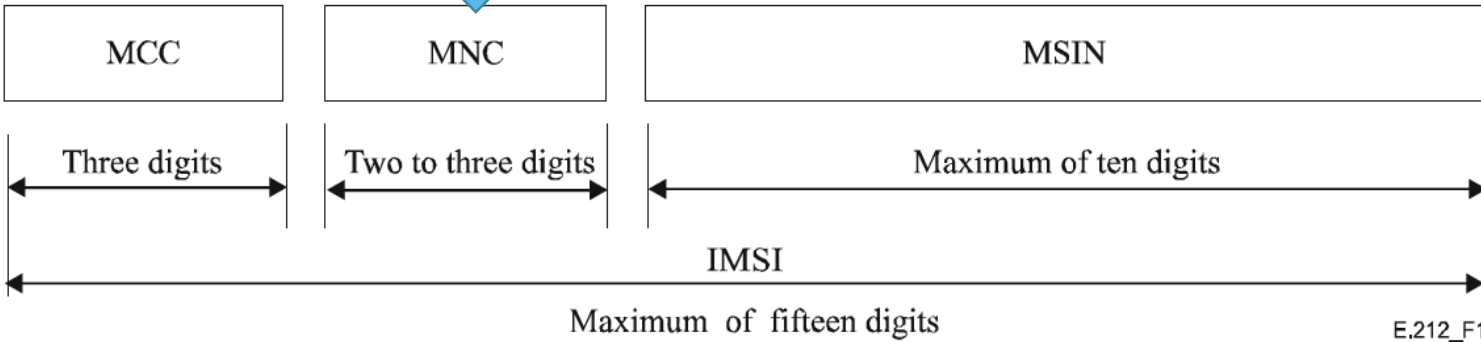 MCC MNC MSIN
Three digits Two to three digits Maximum of ten digits
IMSI
Maximum of fifteen digits
E.212_F1